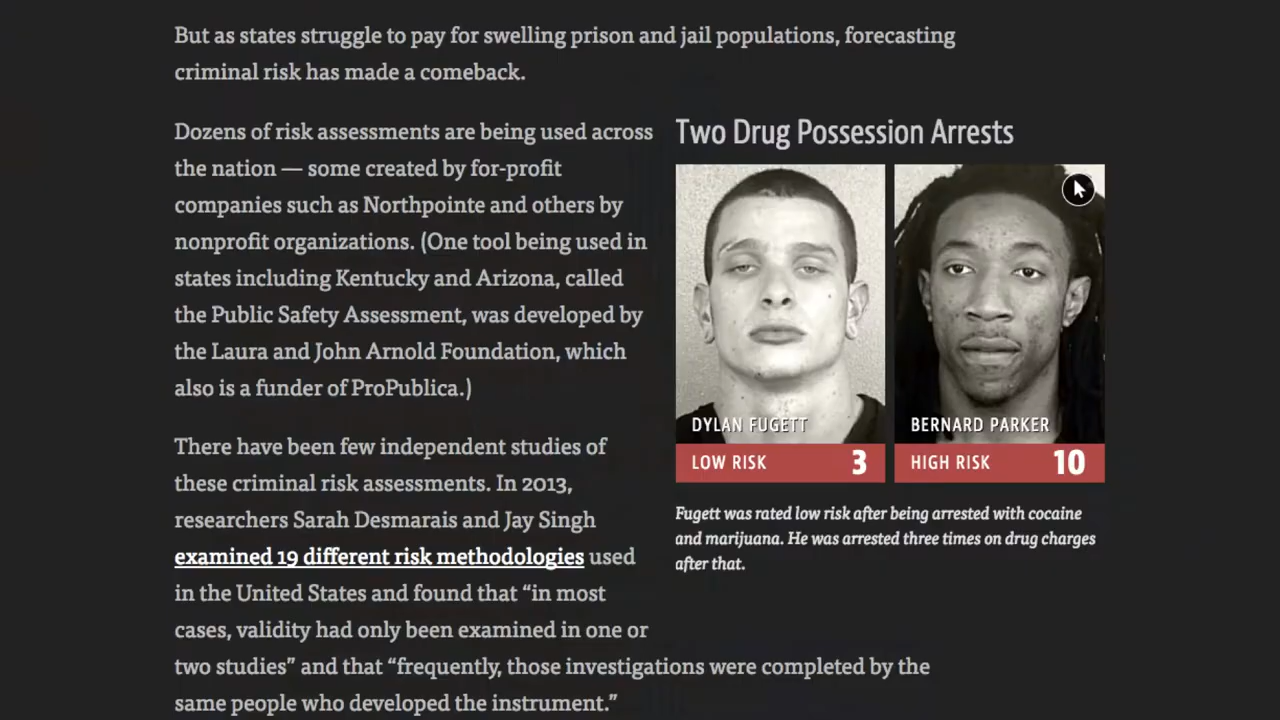 But as states struggle to pay for swelling prison and jail populations, forecasting
criminal risk has made a comeback.
Dozens of risk assessments are being used across
the nation — some created by for-profit
companies such as Northpointe and others by
nonprofit organizations. (One tool being used in
states including Kentucky and Arizona, called
the Public Safety Assessment, was developed by
the Laura and John Arnold Foundation, which
also is a funder of ProPublica.)
There have been few independent studies of
these criminal risk assessments. In 2013,
researchers Sarah Desmarais and Jay Singh
examined 19 different risk methodologies used
in the United States and found that “in most
cases, validity had only been examined in one or
two studies” and that “frequently, those investigations were completed by the
same people who developed the instrument.”
Two Drug Possession Arrests
DYLAN FUGETT
LOW RISK 3
BERNARD PARKER
HIGH RISK 10
Fugett was rated low risk after being arrested with cocaine
and marijuana. He was arrested three times on drug charges
after that.